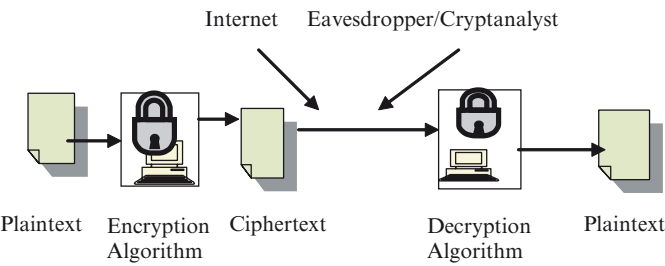 Internet Eavesdropper/Cryptanalyst
Plaintext Encryption Algorithm Ciphertext Decryption Algorithm Plaintext